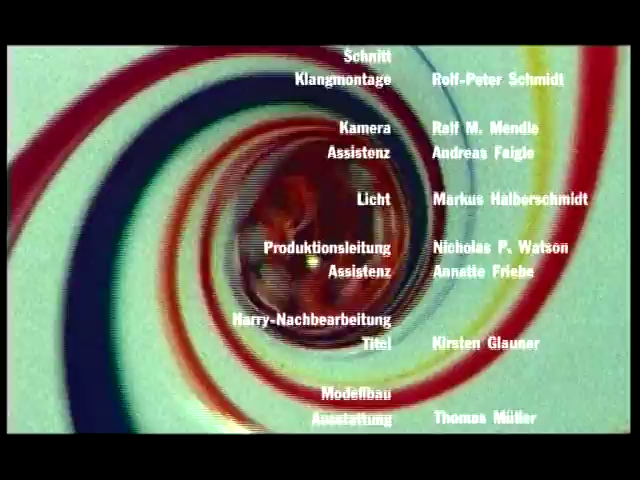 Schnitt
Klangmontage Rolf-Peter Schmidt
Kamera Ralf M. Mendle
Assistenz Andreas Faigle
Licht Markus Halberschmidt
Produktionsleitung Nicholas P. Watson
Assistenz Annette Friebe
Harry-Nachbearbeitung
Titel Kirsten Glauner
Modellbau
Ausstattung Thomas Müller